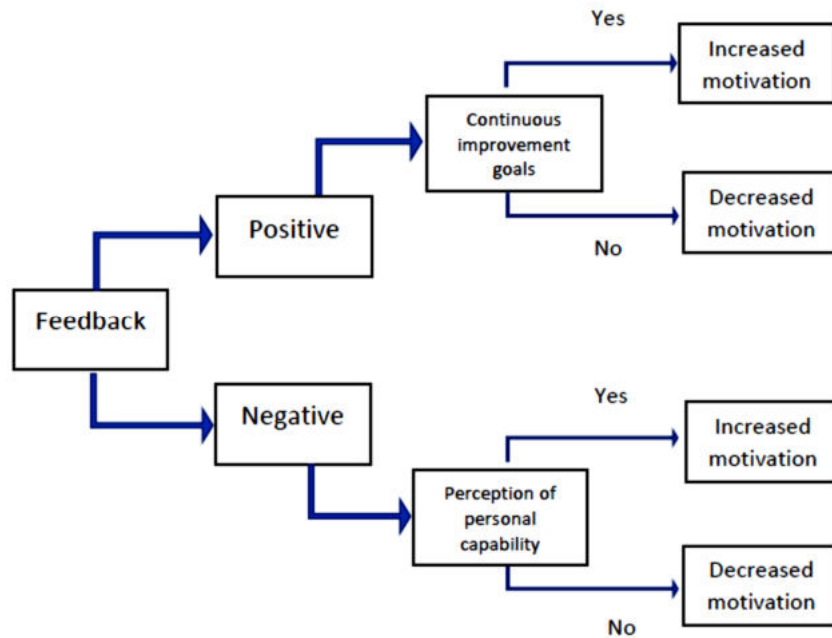 Yes
Increased
motivation
Continuous
improvement
goals
Decreased
motivation
No
Positive
Feedback
Negative
Yes
Increased
motivation
Perception of
personal
capability
Decreased
motivation
No